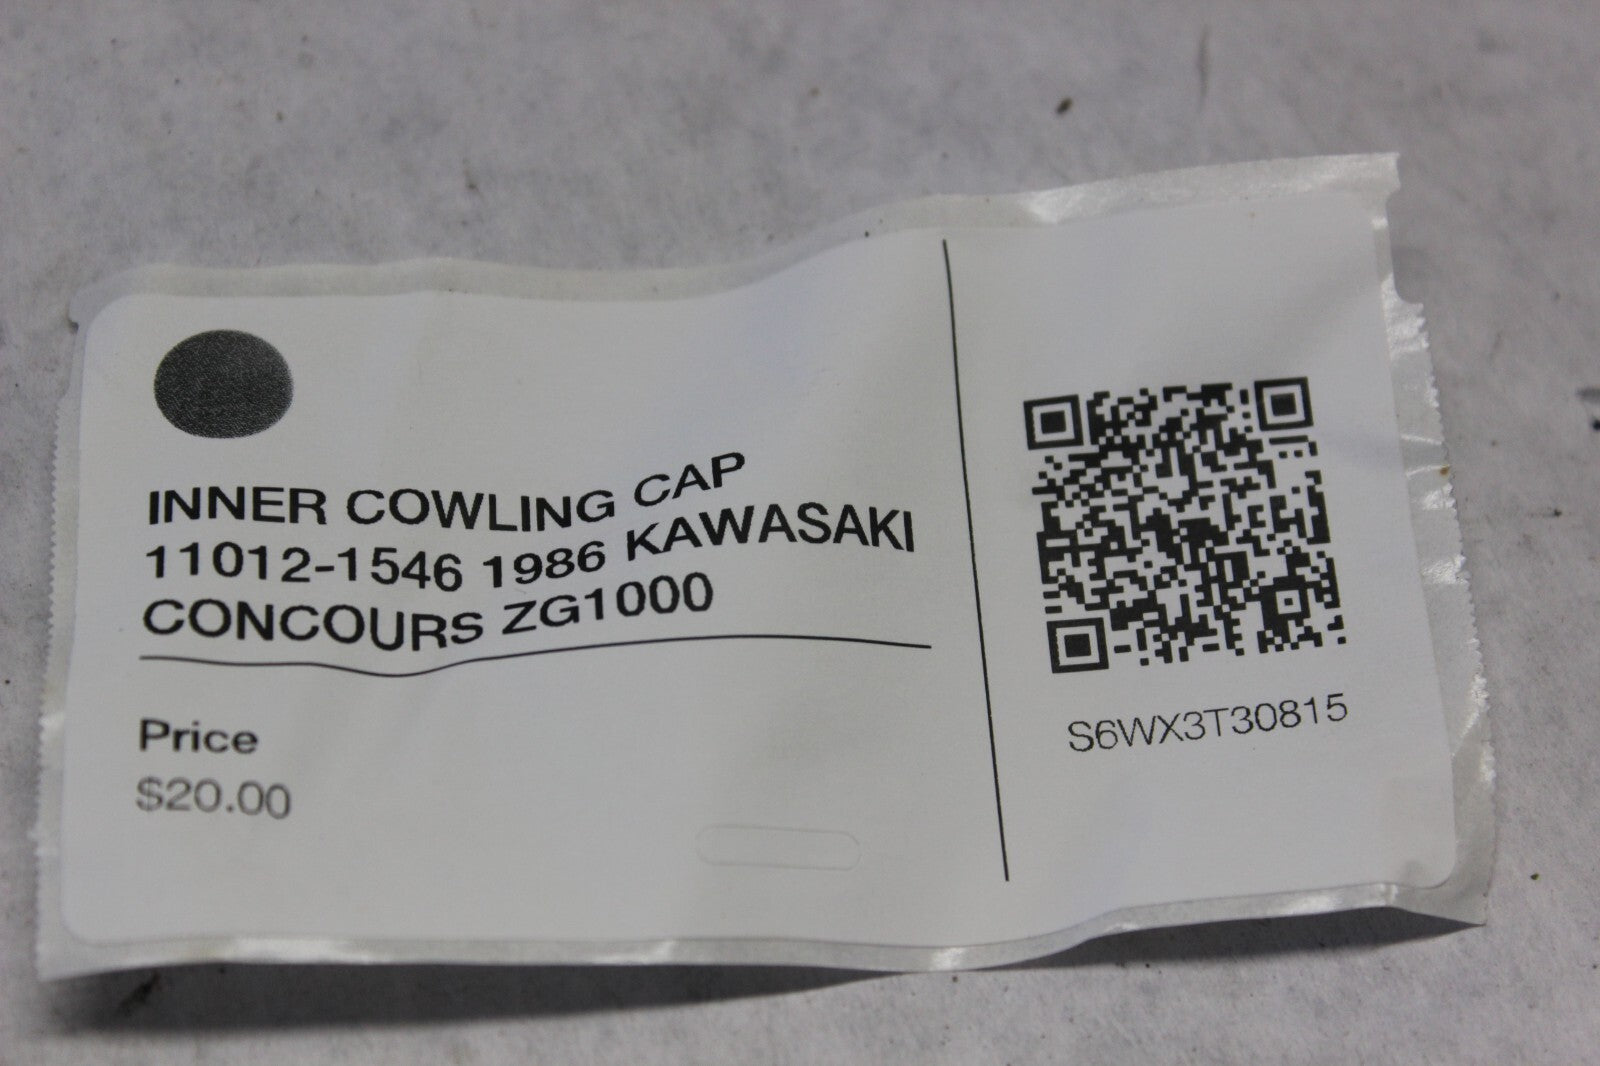 INNER COWLING CAP
11012-1546 1986 KAWASAKI
CONCOURS ZG1000
Price
$20.00
S6WX3T30815